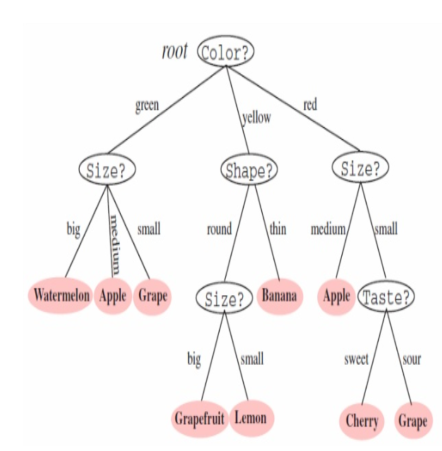 root Color?
green yellow red
Size? Shape? Size?
big medium small round thin medium small
Watermelon Apple Grape Size? Banana Apple Taste?
big small sweet sour
Grapefruit Lemon Cherry Grape